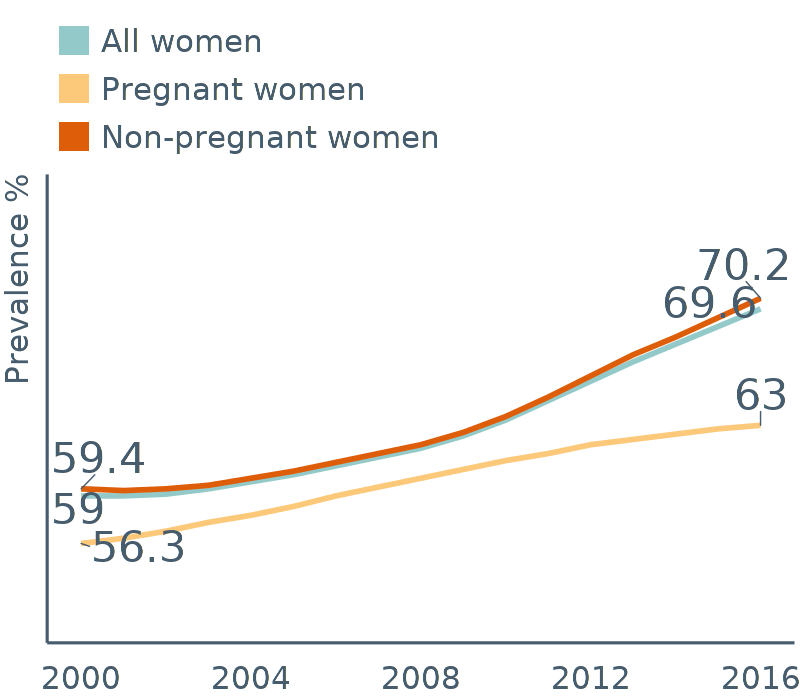 All women
Pregnant women
Non-pregnant women
Prevalence %
70.2
69.6
63
59.4
59
56.3
2000 2004 2008 2012 2016